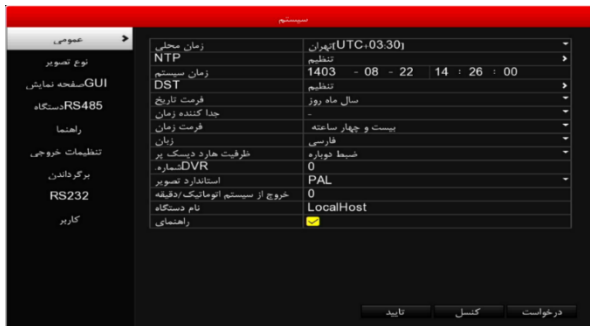 سیستم
عمومی
نوع تصویر
GUIصفحه نمایش
RS485دستگاه
راهنما
تنظیمات خروجی
برگرداندن
RS232
کاربر
زمان محلی [UTC+03:30]تهران
NTP تنظیم
زمان سیستم 1403 - 08 - 22 14 : 26 : 00
DST تنظیم
فرمت تاریخ سال ماه روز
جدا کننده زمان -
فرمت زمان بیست و چهار ساعته
زبان فارسی
ظرفیت هارد دیسک پر ضبط دوباره
DVRشماره. 0
استاندارد تصویر PAL
خروج از سیستم اتوماتیک/دقیقه 0
نام دستگاه LocalHost
راهنمای
تایید کنسل درخواست